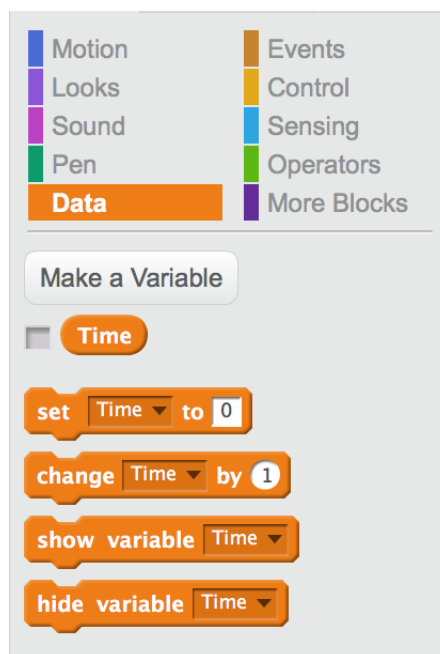 Motion
Looks
Sound
Pen
Data
Events
Control
Sensing
Operators
More Blocks
Make a Variable
Time
set Time to 0
change Time by 1
show variable Time
hide variable Time